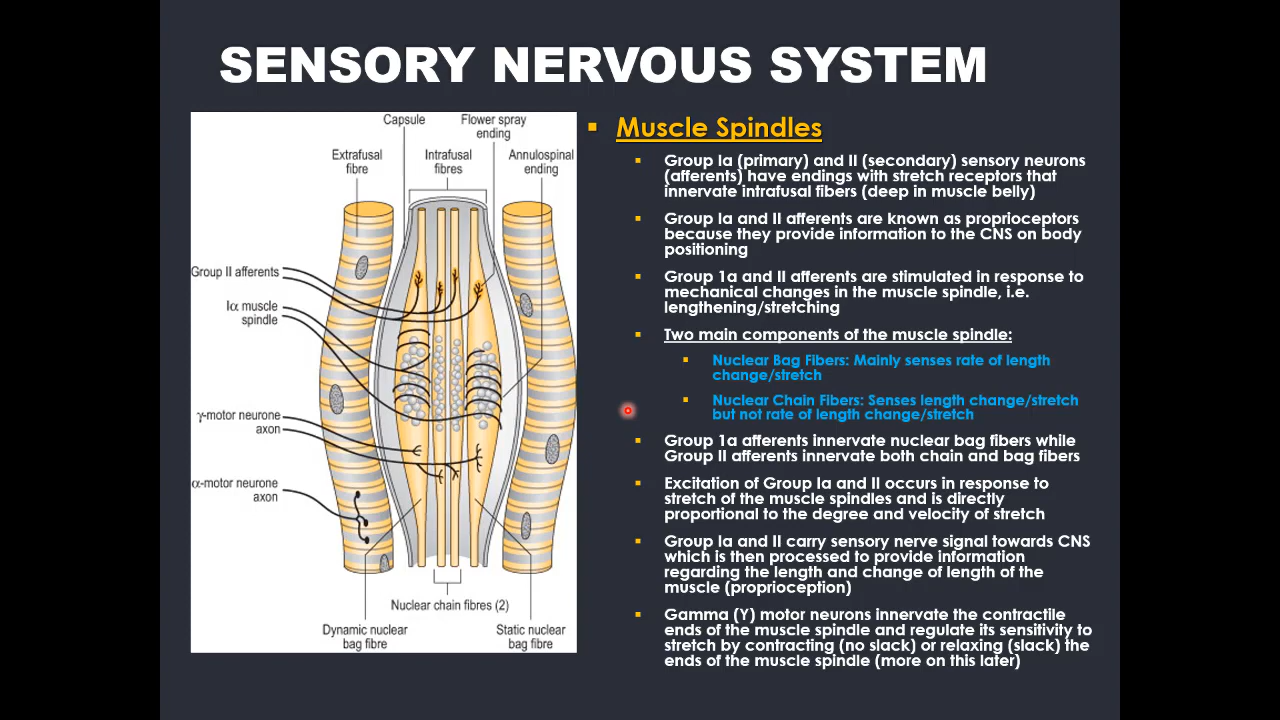 SENSORY NERVOUS SYSTEM
Capsule
Flower spray
ending
Extrafusal
fibre
Intrafusal
fibres
Annulospinal
ending
Group II afferents
Iα muscle
spindle
γ-motor neurone
axon
α-motor neurone
axon
Nuclear chain fibres (2)
Dynamic nuclear
bag fibre
Static nuclear
bag fibre
▪ Muscle Spindles
▪ Group Ia (primary) and II (secondary) sensory neurons
(afferents) have endings with stretch receptors that
innervate intrafusal fibers (deep in muscle belly)
▪ Group Ia and II afferents are known as proprioceptors
because they provide information to the CNS on body
positioning
▪ Group 1a and II afferents are stimulated in response to
mechanical changes in the muscle spindle, i.e.
lengthening/stretching
▪ Two main components of the muscle spindle:
▪ Nuclear Bag Fibers: Mainly senses rate of length
change/stretch
▪ Nuclear Chain Fibers: Senses length change/stretch
but not rate of length change/stretch
▪ Group 1a afferents innervate nuclear bag fibers while
Group II afferents innervate both chain and bag fibers
▪ Excitation of Group Ia and II occurs in response to
stretch of the muscle spindles and is directly
proportional to the degree and velocity of stretch
▪ Group Ia and II carry sensory nerve signal towards CNS
which is then processed to provide information
regarding the length and change of length of the
muscle (proprioception)
▪ Gamma (Y) motor neurons innervate the contractile
ends of the muscle spindle and regulate its sensitivity to
stretch by contracting (no slack) or relaxing (slack) the
ends of the muscle spindle (more on this later)